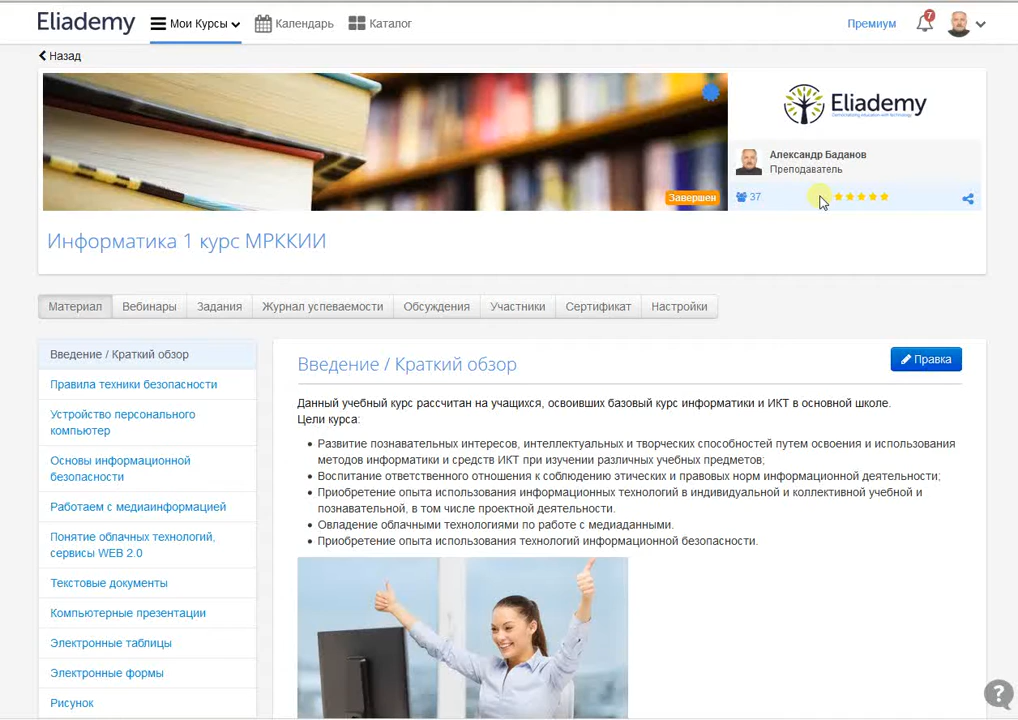 Eliademy
Мои Курсы
Календарь
Каталог
Премиум
7
Назад
Завершен
Eliademy
Александр Баданов
Преподаватель
37
Информатика 1 курс МРККИИ
Материал
Вебинары
Задания
Журнал успеваемости
Обсуждения
Участники
Сертификат
Настройки
Введение / Краткий обзор
Правила техники безопасности
Устройство персонального
компьютер
Основы информационной
безопасности
Работаем с медиаинформацией
Понятие облачных технологий,
сервисы WEB 2.0
Текстовые документы
Компьютерные презентации
Электронные таблицы
Электронные формы
Рисунок
Введение / Краткий обзор
Правка
Данный учебный курс рассчитан на учащихся, освоивших базовый курс информатики и ИКТ в основной школе.
Цели курса:
• Развитие познавательных интересов, интеллектуальных и творческих способностей путем освоения и использования
методов информатики и средств ИКТ при изучении различных учебных предметов;
• Воспитание ответственного отношения к соблюдению этических и правовых норм информационной деятельности;
• Приобретение опыта использования информационных технологий в индивидуальной и коллективной учебной и
познавательной, в том числе проектной деятельности.
• Овладение облачными технологиями по работе с медиаданными.
• Приобретение опыта использования технологий информационной безопасности.
?